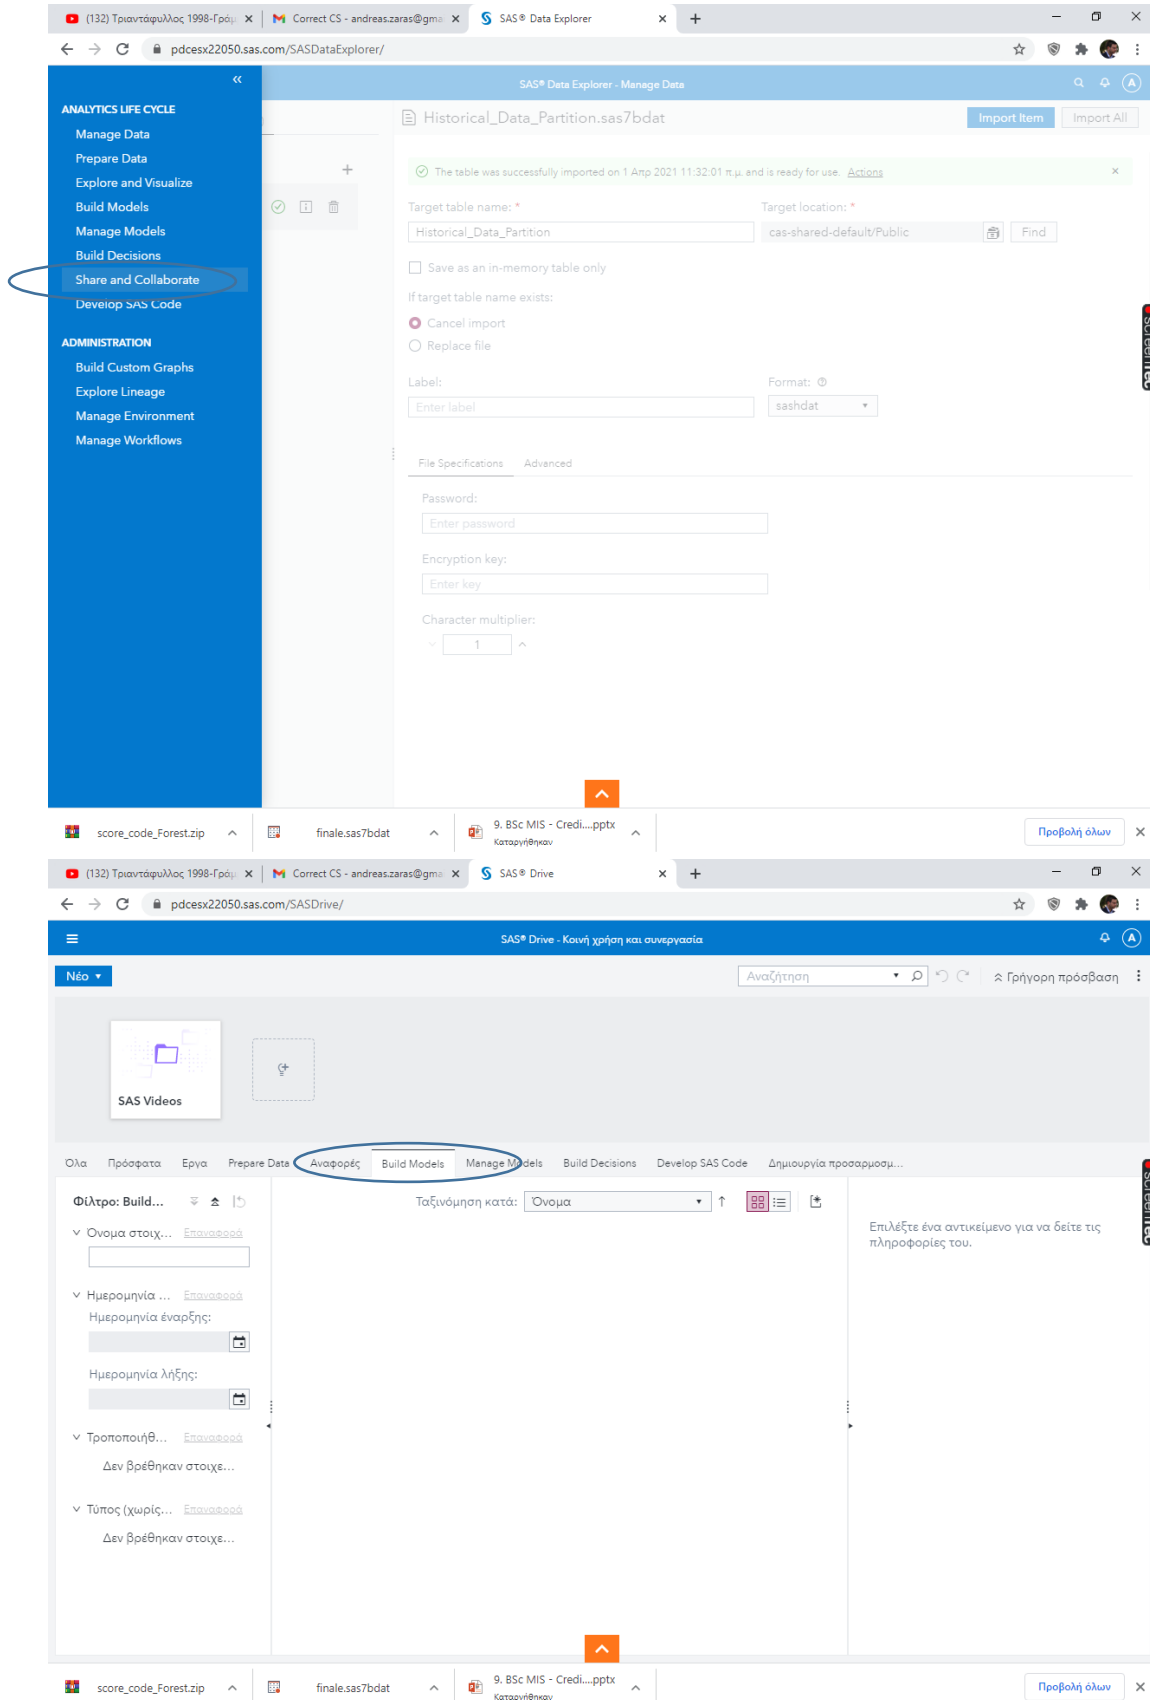 (132) Τριαντάφυλλος 1998-Γράμ
Correct CS - andreas.zaras@gma
SAS® Data Explorer
pdcesx22050.sas.com/SASDataExplorer/
SAS® Data Explorer - Manage Data
A
ANALYTICS LIFE CYCLE
Manage Data
Prepare Data
Explore and Visualize
Build Models
Manage Models
Build Decisions
Share and Collaborate
Develop SAS Code
ADMINISTRATION
Build Custom Graphs
Explore Lineage
Manage Environment
Manage Workflows
Historical_Data_Partition.sas7bdat
Import Item
Import All
The table was successfully imported on 1 Απρ 2021 11:32:01 π.μ. and is ready for use. Actions
Target table name: *
Target location: *
Historical_Data_Partition
cas-shared-default/Public
Find
Save as an in-memory table only
If target table name exists:
Cancel import
Replace file
Label:
Format:
Enter label
sashdat
File Specifications
Advanced
Password:
Enter password
Encryption key:
Enter key
Character multiplier:
1
score_code_Forest.zip
finale.sas7bdat
9. BSc MIS - Credi....pptx
Καταργήθηκαν
Προβολή όλων
(132) Τριαντάφυλλος 1998-Γράμ
Correct CS - andreas.zaras@gma
SAS® Drive
pdcesx22050.sas.com/SASDrive/
SAS® Drive - Κοινή χρήση και συνεργασία
A
Νέο
Αναζήτηση
Γρήγορη πρόσβαση
SAS Videos
Όλα
Πρόσφατα
Εργα
Prepare Data
Αναφορές
Build Models
Manage Models
Build Decisions
Develop SAS Code
Δημιουργία προσαρμοσμ...
Φίλτρο: Build...
Ταξινόμηση κατά:
Όνομα
Όνομα στοιχ...
Επαναφορά
Επιλέξτε ένα αντικείμενο για να δείτε τις
πληροφορίες του.
Ημερομηνία ...
Επαναφορά
Ημερομηνία έναρξης:
Ημερομηνία λήξης:
Τροποποιήθ...
Επαναφορά
Δεν βρέθηκαν στοιχε...
Τύπος (χωρίς...
Επαναφορά
Δεν βρέθηκαν στοιχε...
score_code_Forest.zip
finale.sas7bdat
9. BSc MIS - Credi....pptx
Καταργήθηκαν
Προβολή όλων